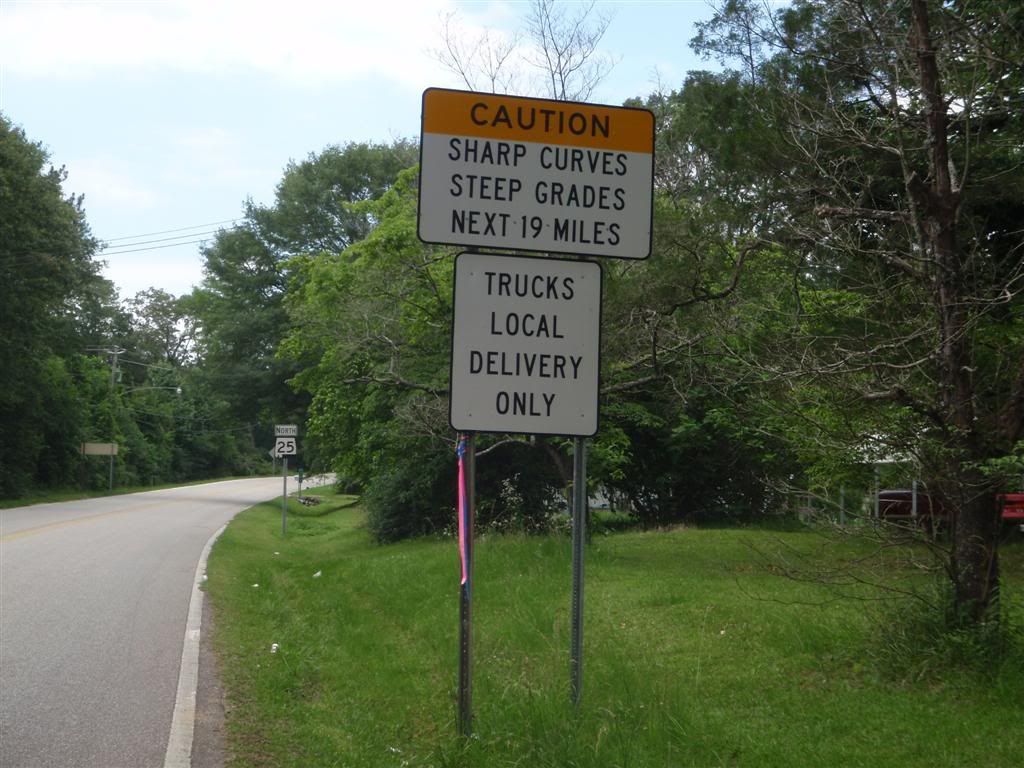 CAUTION
SHARP CURVES
STEEP GRADES
NEXT 19 MILES
TRUCKS
LOCAL
DELIVERY
ONLY
NORTH
25